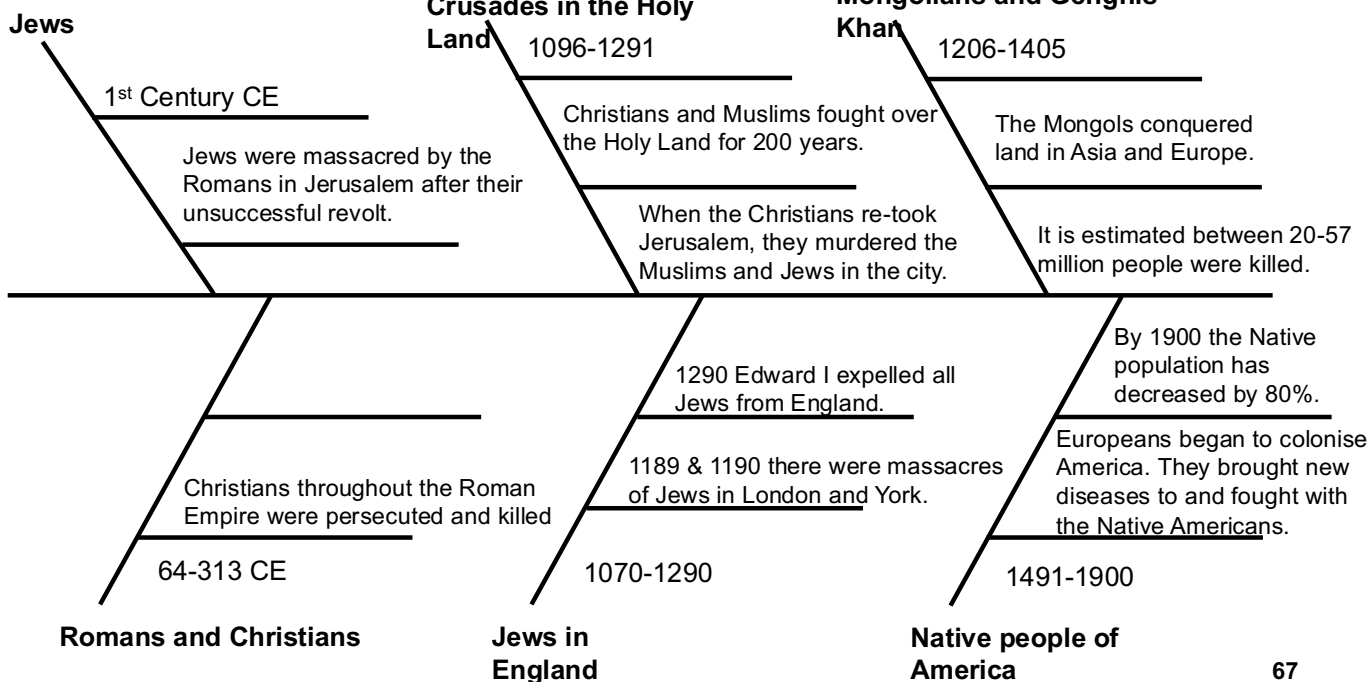 Jews
1st Century CE
Jews were massacred by the
Romans in Jerusalem after their
unsuccessful revolt.
Crusades in the Holy
Land
1096-1291
Christians and Muslims fought over
the Holy Land for 200 years.
When the Christians re-took
Jerusalem, they murdered the
Muslims and Jews in the city.
Mongolians and Genghis
Khan
1206-1405
The Mongols conquered
land in Asia and Europe.
It is estimated between 20-57
million people were killed.
Christians throughout the Roman
Empire were persecuted and killed
64-313 CE
Romans and Christians
1290 Edward I expelled all
Jews from England.
1189 & 1190 there were massacres
of Jews in London and York.
1070-1290
Jews in
England
By 1900 the Native
population has
decreased by 80%.
Europeans began to colonise
America. They brought new
diseases to and fought with
the Native Americans.
1491-1900
Native people of
America
67